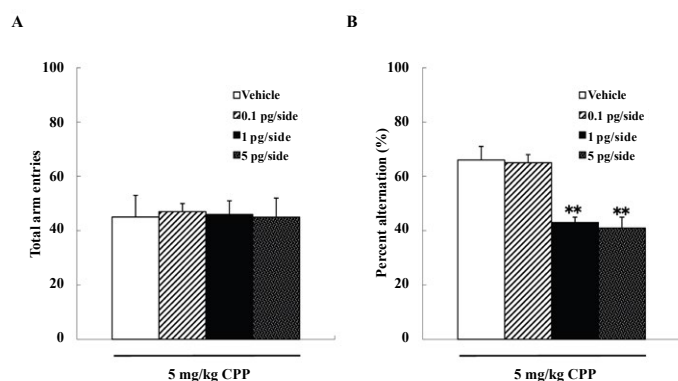 A
Total arm entries
100
80
60
40
20
0
Vehicle
0.1 pg/side
1 pg/side
5 pg/side
5 mg/kg CPP
B
Percent alternation (%)
100
80
60
40
20
0
Vehicle
0.1 pg/side
1 pg/side
5 pg/side
**
**
5 mg/kg CPP